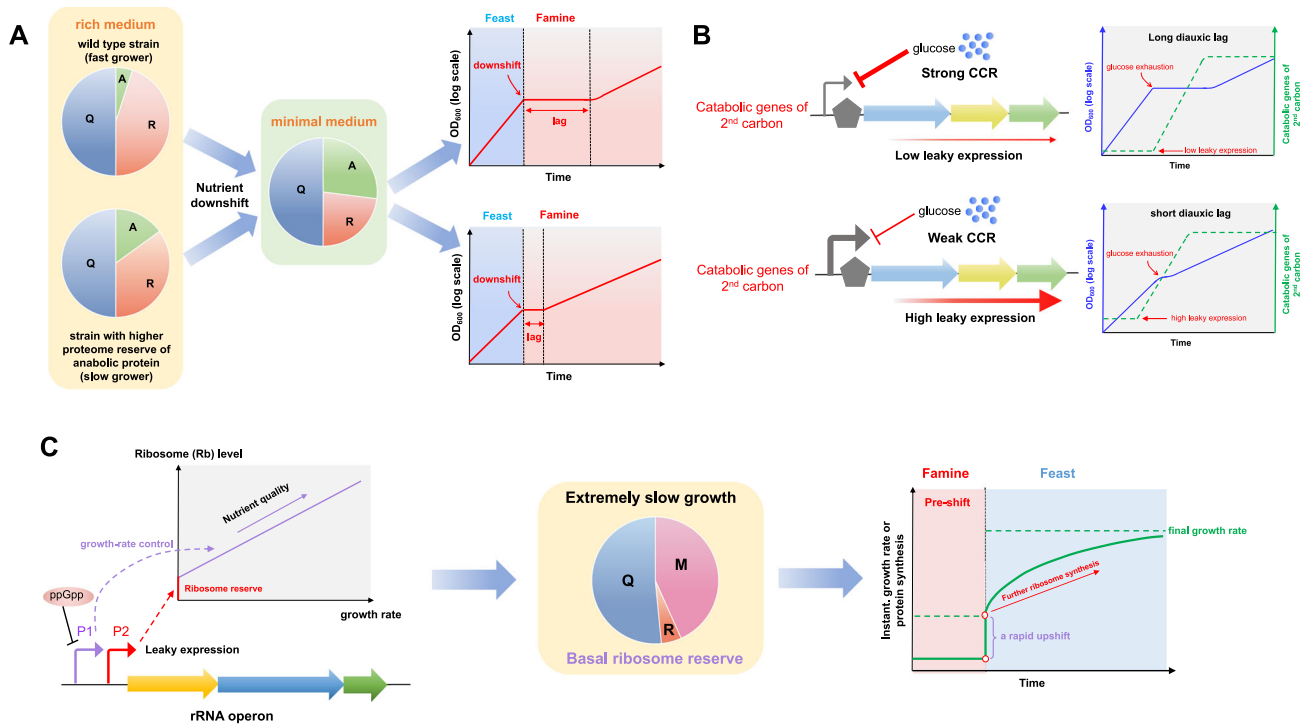 A
rich medium
wild type strain
(fast grower)
A
Q
R
A
Q
R
strain with higher
proteome reserve of
anabolic protein
(slow grower)
Nutrient
downshift
minimal medium
A
Q
R
Feast
Famine
downshift
lag
OD600 (log scale)
Time
Feast
Famine
downshift
lag
OD600 (log scale)
Time
B
glucose
Strong CCR
Catabolic genes of
2nd carbon
Low leaky expression
Long diauxic lag
glucose exhaustion
low leaky expression
OD600 (log scale)
Catabolic genes of
2nd carbon
Time
glucose
Weak CCR
Catabolic genes of
2nd carbon
High leaky expression
short diauxic lag
glucose exhaustion
high leaky expression
OD600 (log scale)
Catabolic genes of
2nd carbon
Time
C
Ribosome (Rb) level
Nutrient quality
growth-rate control
Ribosome reserve
growth rate
ppGpp
P1
P2
Leaky expression
rRNA operon
Extremely slow growth
Q
M
R
Basal ribosome reserve
Famine
Feast
Pre-shift
final growth rate
Further ribosome synthesis
a rapid upshift
Instant. growth rate or
protein synthesis
Time